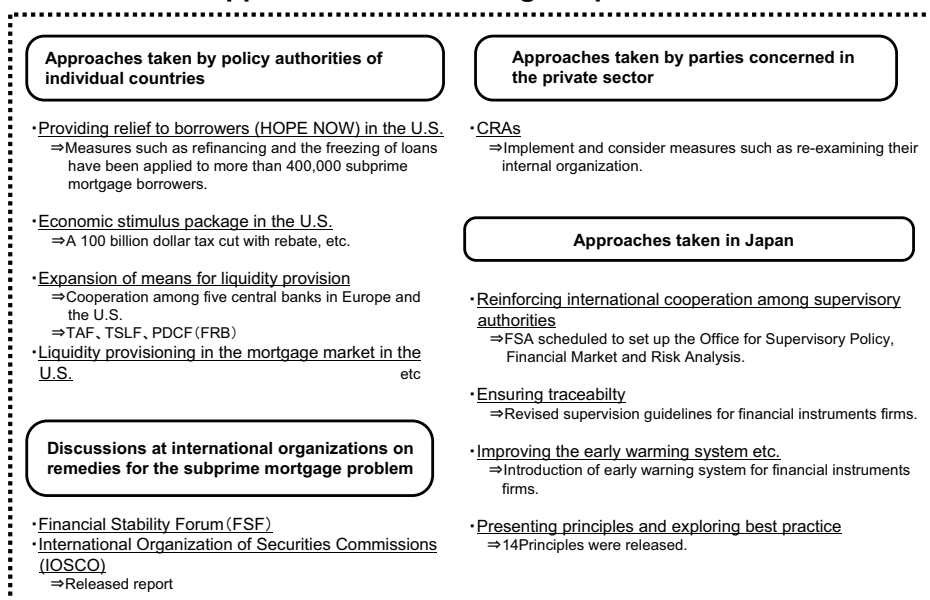 Approaches taken by policy authorities of
individual countries
・Providing relief to borrowers (HOPE NOW) in the U.S.
⇒Measures such as refinancing and the freezing of loans
have been applied to more than 400,000 subprime
mortgage borrowers.
・Economic stimulus package in the U.S.
⇒A 100 billion dollar tax cut with rebate, etc.
・Expansion of means for liquidity provision
⇒Cooperation among five central banks in Europe and
the U.S.
⇒TAF、TSLF、PDCF（FRB）
・Liquidity provisioning in the mortgage market in the
U.S. etc
Discussions at international organizations on
remedies for the subprime mortgage problem
・Financial Stability Forum（FSF）
・International Organization of Securities Commissions
(IOSCO)
⇒Released report
Approaches taken by parties concerned in
the private sector
・CRAs
⇒Implement and consider measures such as re-examining their
internal organization.
Approaches taken in Japan
・Reinforcing international cooperation among supervisory
authorities
⇒FSA scheduled to set up the Office for Supervisory Policy,
Financial Market and Risk Analysis.
・Ensuring traceabilty
⇒Revised supervision guidelines for financial instruments firms.
・Improving the early warming system etc.
⇒Introduction of early warning system for financial instruments
firms.
・Presenting principles and exploring best practice
⇒14Principles were released.